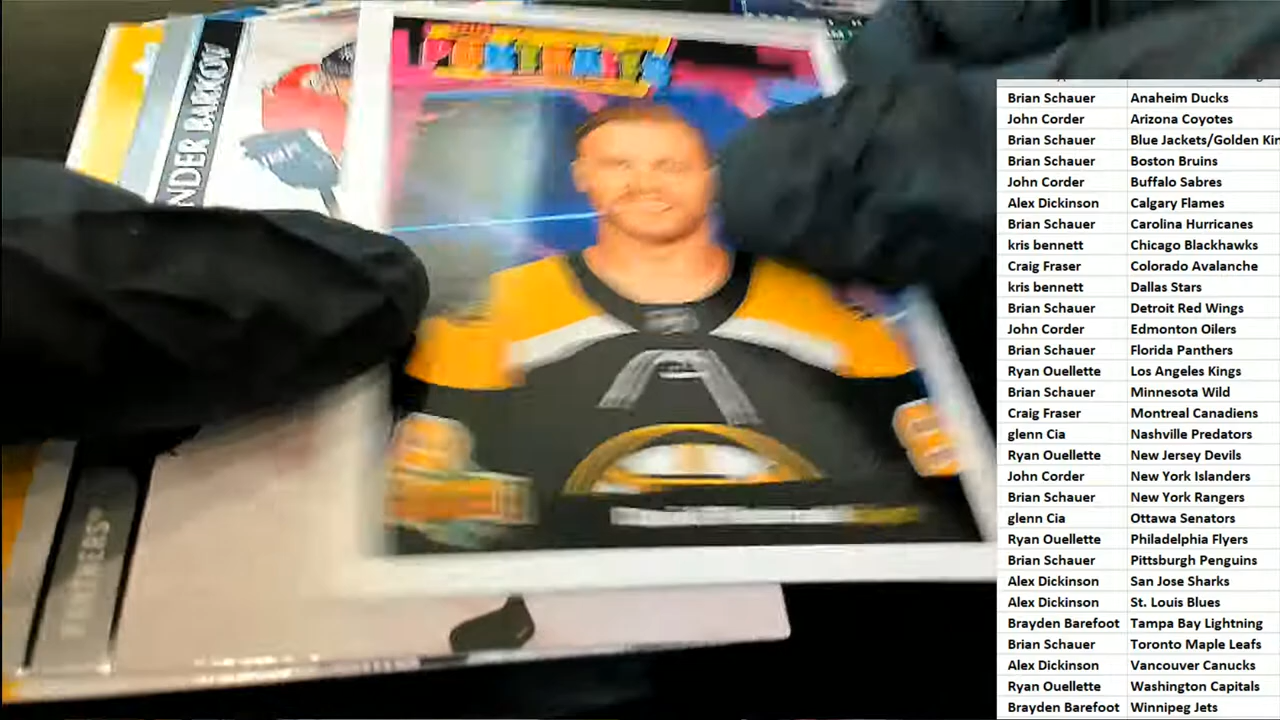 NDER BARKOV
PORTRAITS
PANTHERS
Brian Schauer Anaheim Ducks
John Corder Arizona Coyotes
Brian Schauer Blue Jackets/Golden Kin
Brian Schauer Boston Bruins
John Corder Buffalo Sabres
Alex Dickinson Calgary Flames
Brian Schauer Carolina Hurricanes
kris bennett Chicago Blackhawks
Craig Fraser Colorado Avalanche
kris bennett Dallas Stars
Brian Schauer Detroit Red Wings
John Corder Edmonton Oilers
Brian Schauer Florida Panthers
Ryan Ouellette Los Angeles Kings
Brian Schauer Minnesota Wild
Craig Fraser Montreal Canadiens
glenn Cia Nashville Predators
Ryan Ouellette New Jersey Devils
John Corder New York Islanders
Brian Schauer New York Rangers
glenn Cia Ottawa Senators
Ryan Ouellette Philadelphia Flyers
Brian Schauer Pittsburgh Penguins
Alex Dickinson San Jose Sharks
Alex Dickinson St. Louis Blues
Brayden Barefoot Tampa Bay Lightning
Brian Schauer Toronto Maple Leafs
Alex Dickinson Vancouver Canucks
Ryan Ouellette Washington Capitals
Brayden Barefoot Winnipeg Jets